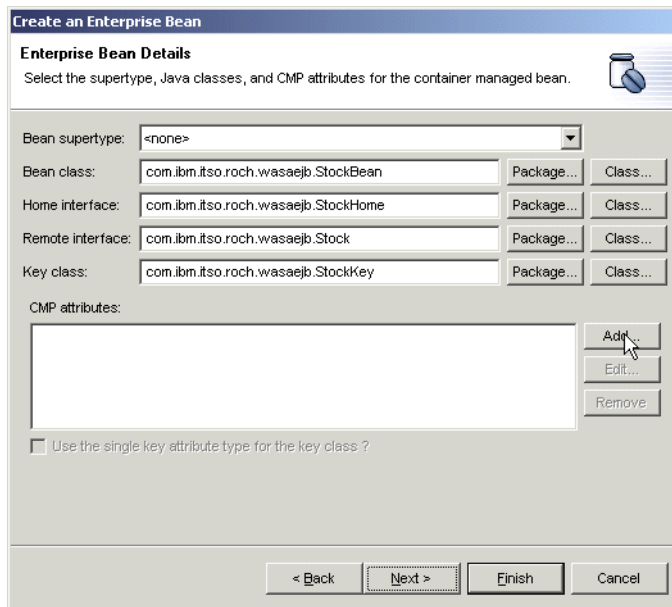 Create an Enterprise Bean
Enterprise Bean Details
Select the supertype, Java classes, and CMP attributes for the container managed bean.
Bean supertype: <none>
Bean class: com.ibm.itso.roch.wasaejb.StockBean Package... Class...
Home interface: com.ibm.itso.roch.wasaejb.StockHome Package... Class...
Remote interface: com.ibm.itso.roch.wasaejb.Stock Package... Class...
Key class: com.ibm.itso.roch.wasaejb.StockKey Package... Class...
CMP attributes:
Add...
Edit...
Remove
Use the single key attribute type for the key class ?
< Back Next > Finish Cancel